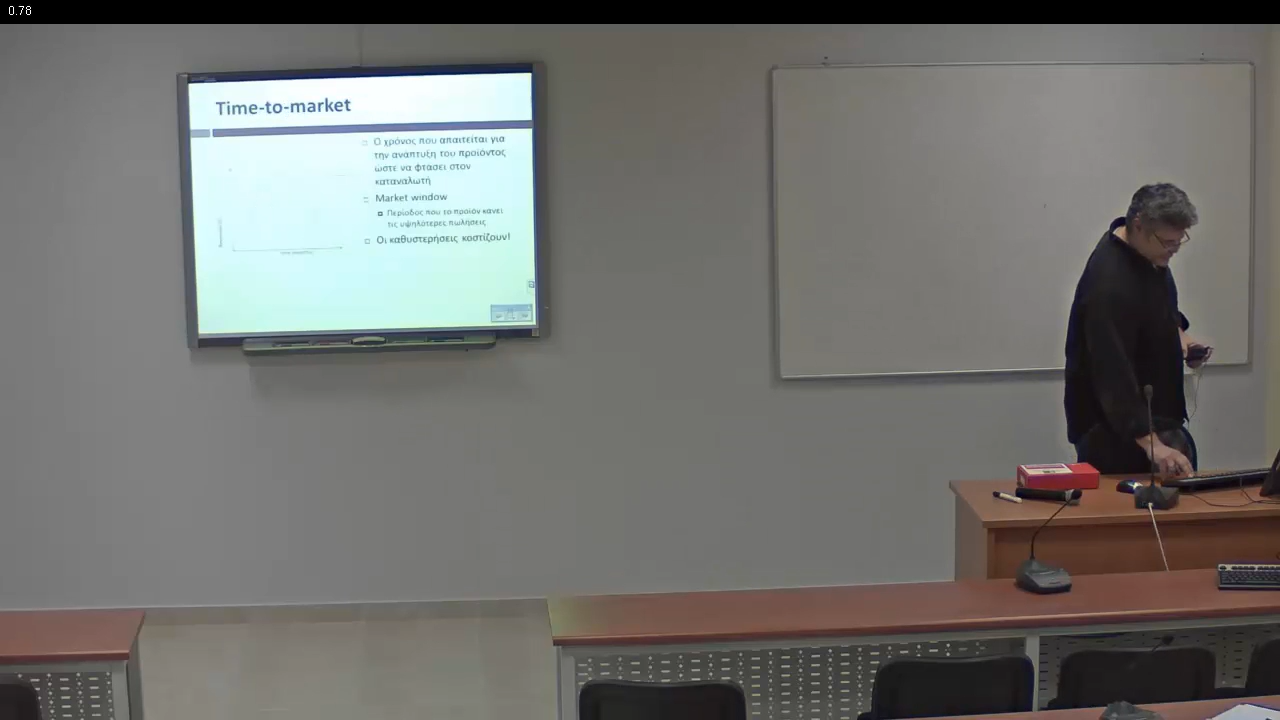 0.78
Time-to-market
Ο χρόνος που απαιτείται για
την ανάπτυξη του προϊόντος
ώστε να φτασει στον
καταναλωτή
Market window
Περίοδος που το προϊόν κάνει
τις υψηλότερες πωλήσεις
Οι καθυστερήσεις κοστίζουν!